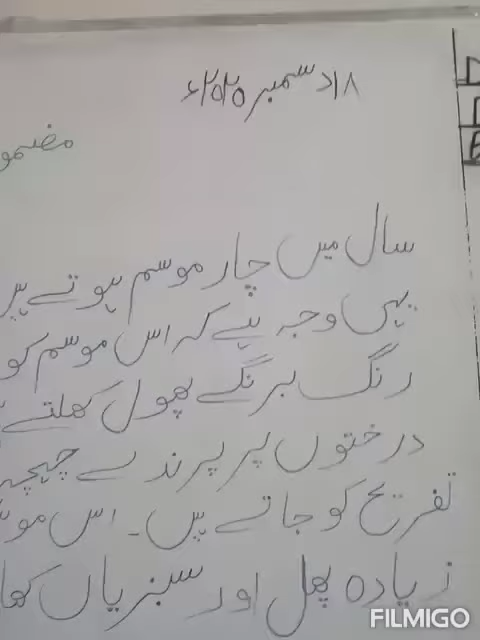 ۱۸ دسمبر ۲۰۲۰ء
مضمو
سال میں چار موسم ہوتے ہیں
یہی وجہ ہے کہ اس موسم کو
رنگ برنگے پھول کھلتے
درختوں پر پرندے چہچہ
تفریح کو جاتے ہیں۔ اس مو
زیادہ پھل اور سبزیاں کھا
FILMIGO